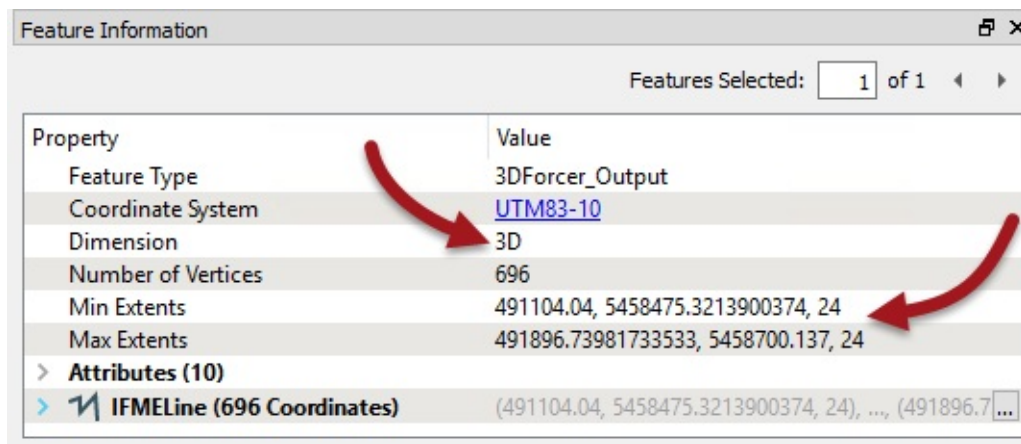 Feature Information
Features Selected: 1 of 1
Property Value
Feature Type 3DForcer_Output
Coordinate System UTM83-10
Dimension 3D
Number of Vertices 696
Min Extents 491104.04, 5458475.3213900374, 24
Max Extents 491896.73981733533, 5458700.137, 24
Attributes (10)
IFMELine (696 Coordinates) (491104.04, 5458475.3213900374, 24), ..., (491896.7 ...